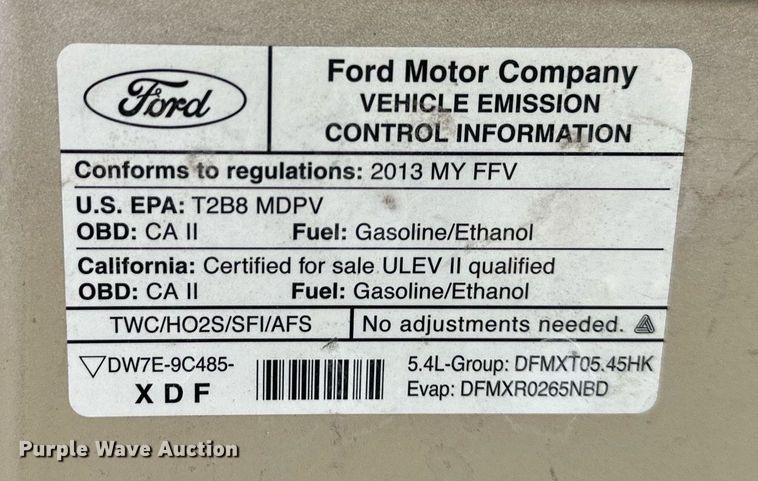 Ford
Ford Motor Company
VEHICLE EMISSION
CONTROL INFORMATION
Conforms to regulations: 2013 MY FFV
U.S. EPA: T2B8 MDPV
OBD: CA II Fuel: Gasoline/Ethanol
California: Certified for sale ULEV II qualified
OBD: CA II Fuel: Gasoline/Ethanol
TWC/HO2S/SFI/AFS No adjustments needed.
DW7E-9C485-
X D F
5.4L-Group: DFMXT05.45HK
Evap: DFMXR0265NBD
Purple Wave Auction